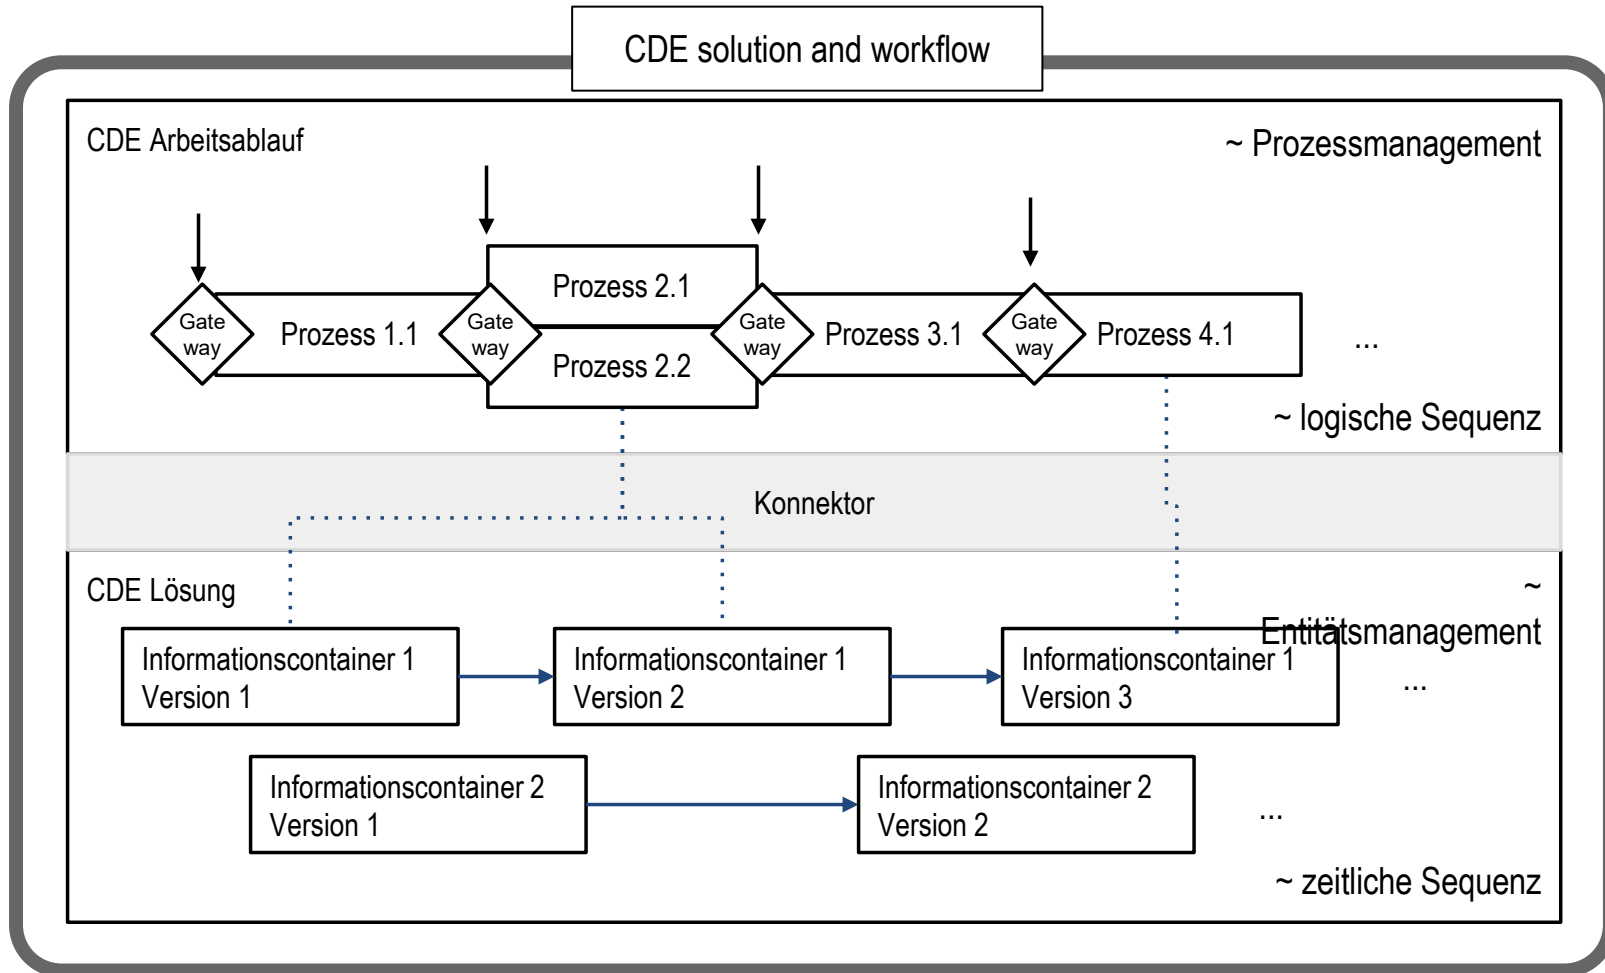 CDE solution and workflow
CDE Arbeitsablauf
~ Prozessmanagement
Prozess 2.1
Gate
way
Prozess 1.1
Gate
way
Prozess 2.2
Gate
way
Prozess 3.1
Gate
way
Prozess 4.1
...
~ logische Sequenz
Konnektor
CDE Lösung
~
Entitätsmanagement
Informationscontainer 1
Version 1
Informationscontainer 1
Version 2
Informationscontainer 1
Version 3
...
Informationscontainer 2
Version 1
Informationscontainer 2
Version 2
...
~ zeitliche Sequenz